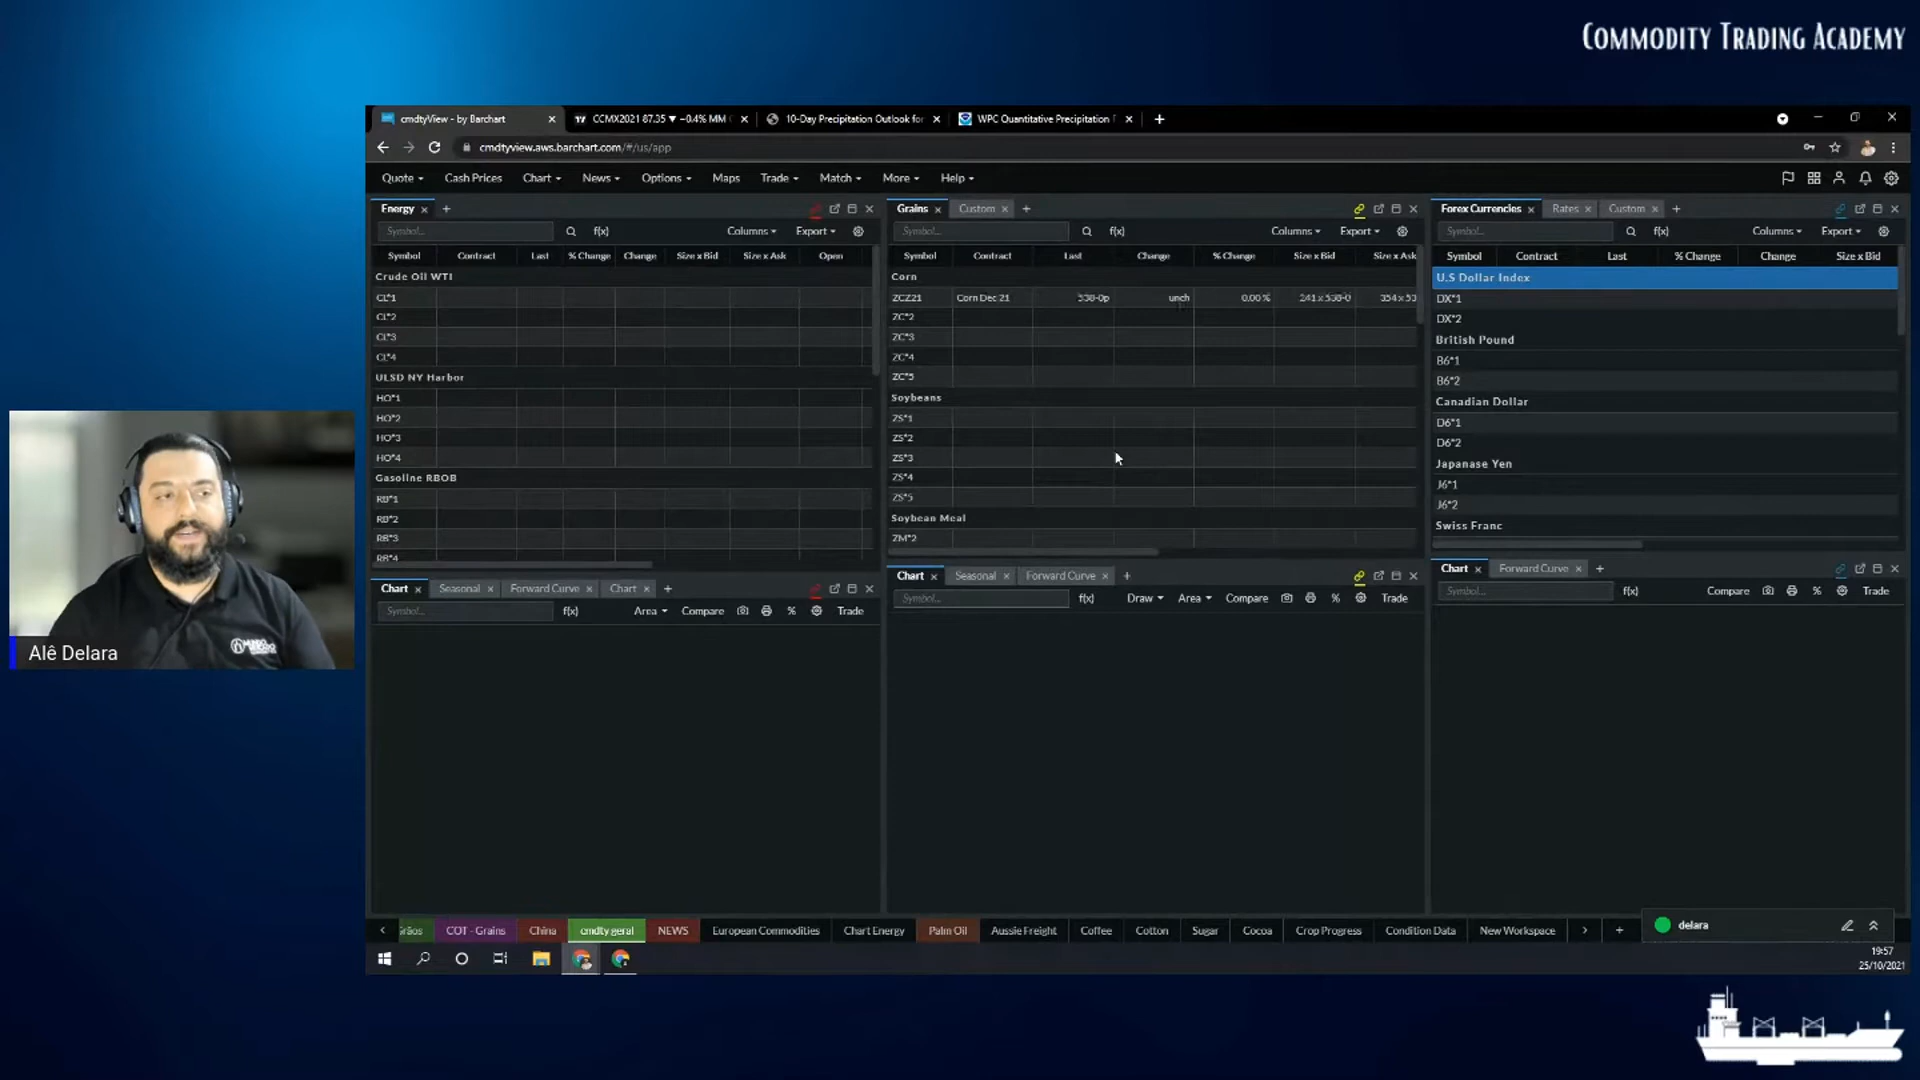 COMMODITY TRADING ACADEMY
cmdtyView - by Barchart
CCMX2021 87.35 ▼ −0.4% MM
10-Day Precipitation Outlook for
WPC Quantitative Precipitation
cmdtyview.aws.barchart.com/#/us/app
Quote Cash Prices Chart News Options Maps Trade Match More Help
Energy
Symbol... f(x) Columns Export
Symbol Contract Last % Change Change Size x Bid Size x Ask Open
Crude Oil WTI
CL*1
CL*2
CL*3
CL*4
ULSD NY Harbor
HO*1
HO*2
HO*3
HO*4
Gasoline RBOB
RB*1
RB*2
RB*3
RB*4
Grains Custom
Symbol... f(x) Columns Export
Symbol Contract Last Change % Change Size x Bid Size x Ask
Corn
ZCZ21 Corn Dec 21 538-0p unch 0.00% 241 x 538-0 354 x 53
ZC*2
ZC*3
ZC*4
ZC*5
Soybeans
ZS*1
ZS*2
ZS*3
ZS*4
ZS*5
Soybean Meal
ZM*2
Forex Currencies Rates Custom
Symbol... f(x) Columns Export
Symbol Contract Last % Change Change Size x Bid
U.S Dollar Index
DX*1
DX*2
British Pound
B6*1
B6*2
Canadian Dollar
D6*1
D6*2
Japanase Yen
J6*1
J6*2
Swiss Franc
Chart Seasonal Forward Curve Chart
Symbol... f(x) Area Compare % Trade
Chart Seasonal Forward Curve
Symbol... f(x) Draw Area Compare % Trade
Chart Forward Curve
Symbol... f(x) Compare % Trade
Alê Delara
COT - Grains China cmdty geral NEWS European Commodities Chart Energy Palm Oil Aussie Freight Coffee Cotton Sugar Cocoa Crop Progress Condition Data New Workspace
delara
19:57
25/10/2021